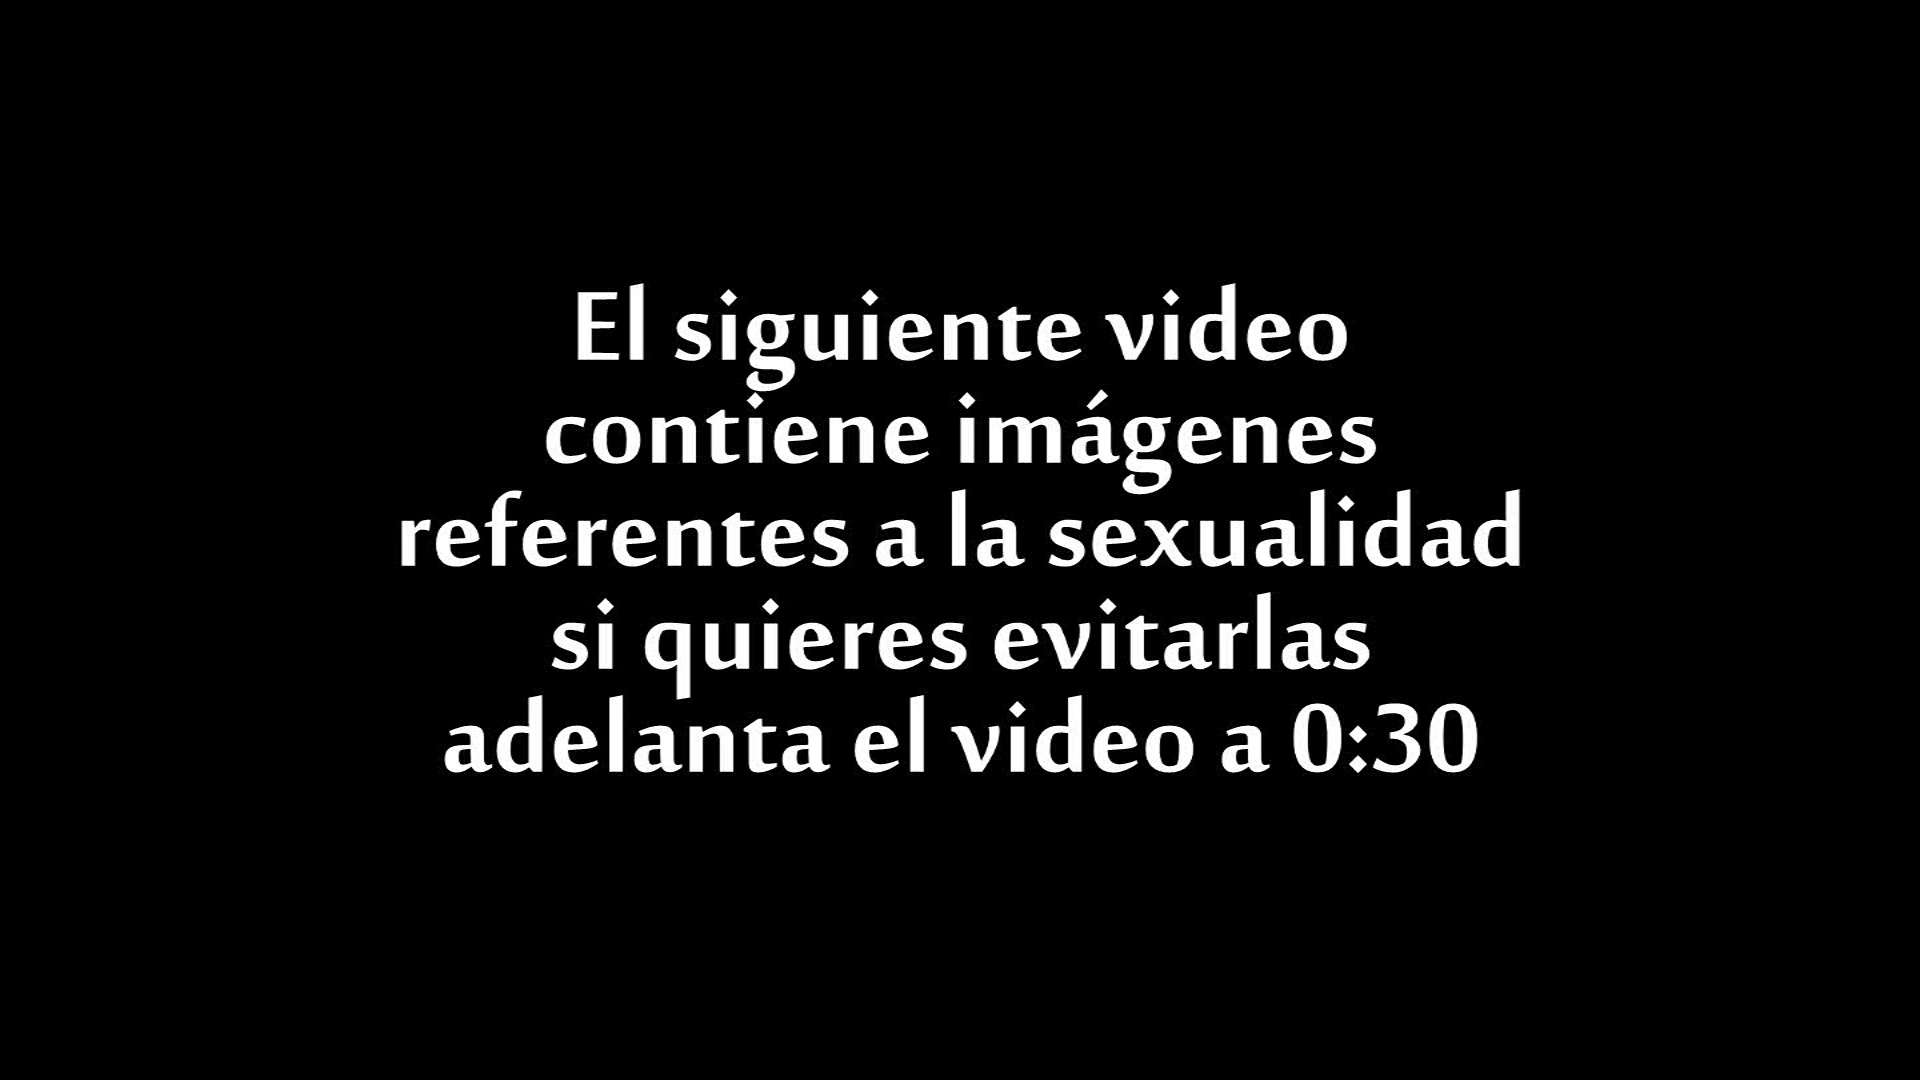 El siguiente video
contiene imágenes
referentes a la sexualidad
si quieres evitarlas
adelanta el video a 0:30